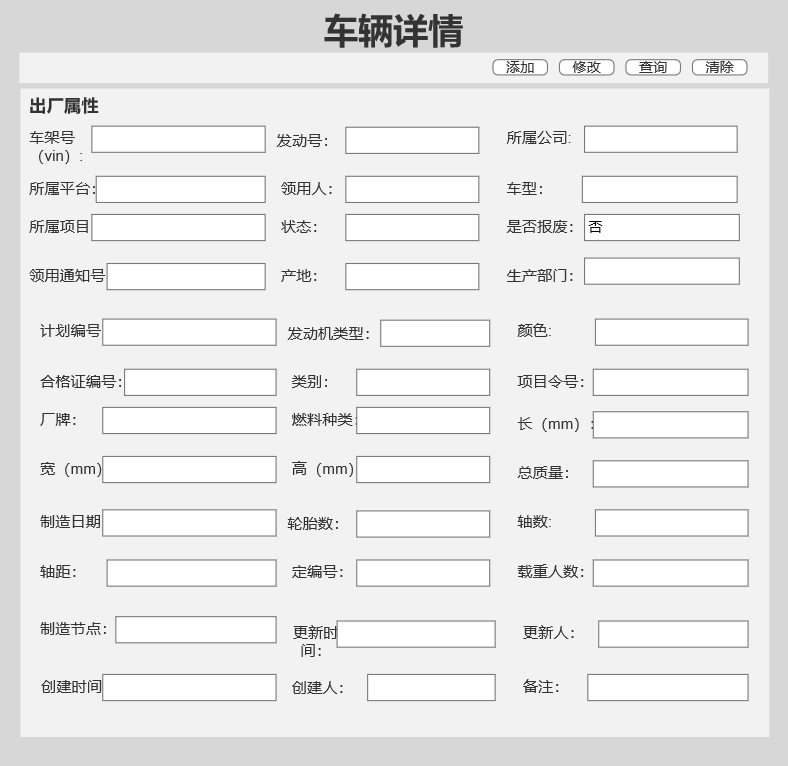 车辆详情
添加 修改 查询 清除
出厂属性
车架号
（vin）: 发动号： 所属公司:
所属平台: 领用人： 车型：
所属项目 状态： 是否报废： 否
领用通知号 产地： 生产部门：
计划编号 发动机类型： 颜色:
合格证编号: 类别： 项目令号：
厂牌： 燃料种类: 长（mm）:
宽（mm) 高（mm) 总质量：
制造日期 轮胎数： 轴数:
轴距： 定编号： 载重人数：
制造节点： 更新时
间： 更新人：
创建时间 创建人： 备注：